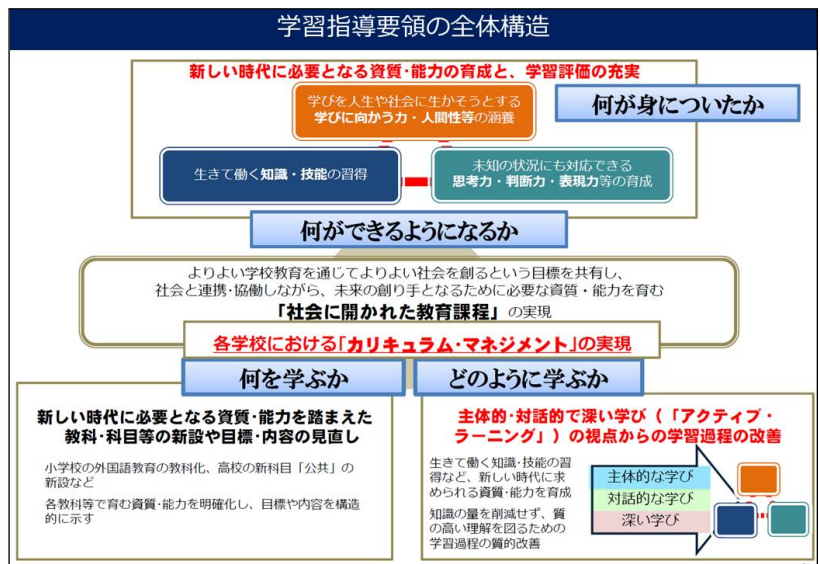 学習指導要領の全体構造
新しい時代に必要となる資質・能力の育成と、学習評価の充実
学びを人生や社会に生かそうとする
学びに向かう力・人間性等の涵養
何が身についたか
生きて働く知識・技能の習得
未知の状況にも対応できる
思考力・判断力・表現力等の育成
何ができるようになるか
よりよい学校教育を通じてよりよい社会を創るという目標を共有し、
社会と連携・協働しながら、未来の創り手となるために必要な資質・能力を育む
「社会に開かれた教育課程」の実現
各学校における「カリキュラム・マネジメント」の実現
何を学ぶか
新しい時代に必要となる資質・能力を踏まえた
教科・科目等の新設や目標・内容の見直し
小学校の外国語教育の教科化、高校の新科目「公共」の
新設など
各教科等で育む資質・能力を明確化し、目標や内容を構造
的に示す
どのように学ぶか
主体的・対話的で深い学び（「アクティブ・
ラーニング」）の視点からの学習過程の改善
生きて働く知識・技能の習
得など、新しい時代に求
められる資質・能力を育成
知識の量を削減せず、質
の高い理解を図るための
学習過程の質的改善
主体的な学び
対話的な学び
深い学び